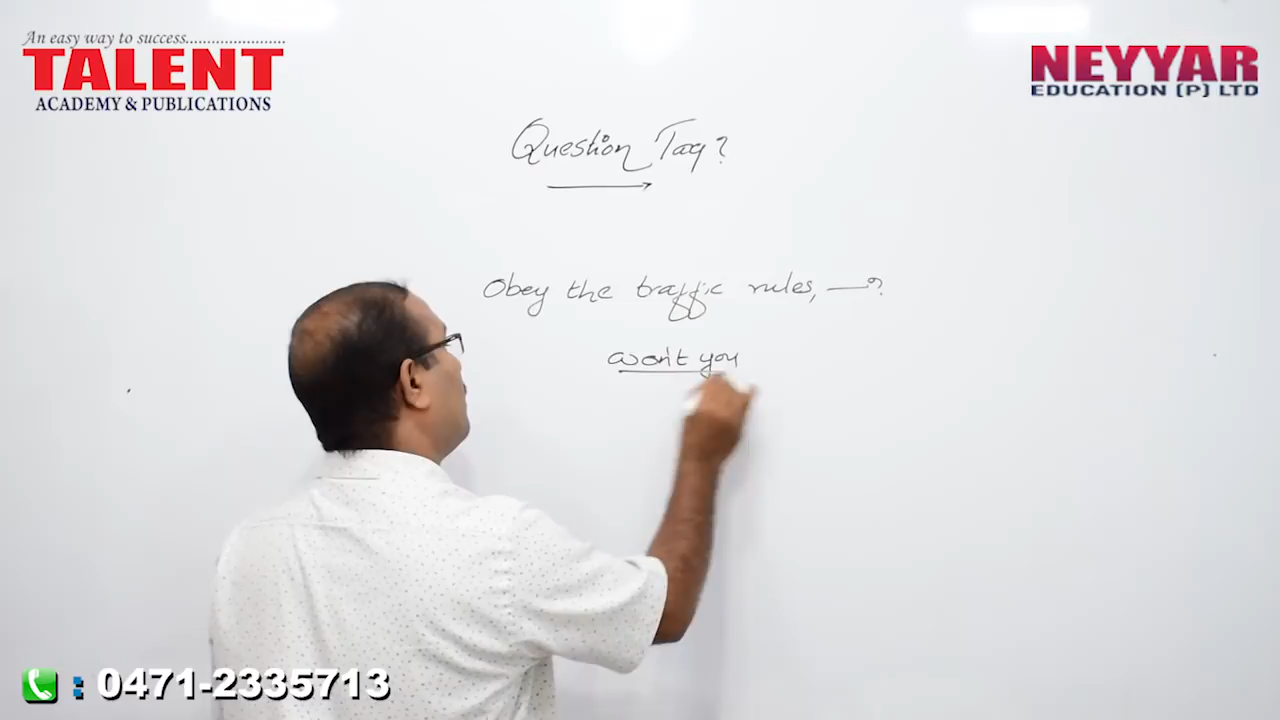 An easy way to success.......................
TALENT
ACADEMY & PUBLICATIONS
NEYYAR
EDUCATION (P) LTD
Question Tag?
Obey the traffic rules, —?
won't you
: 0471-2335713